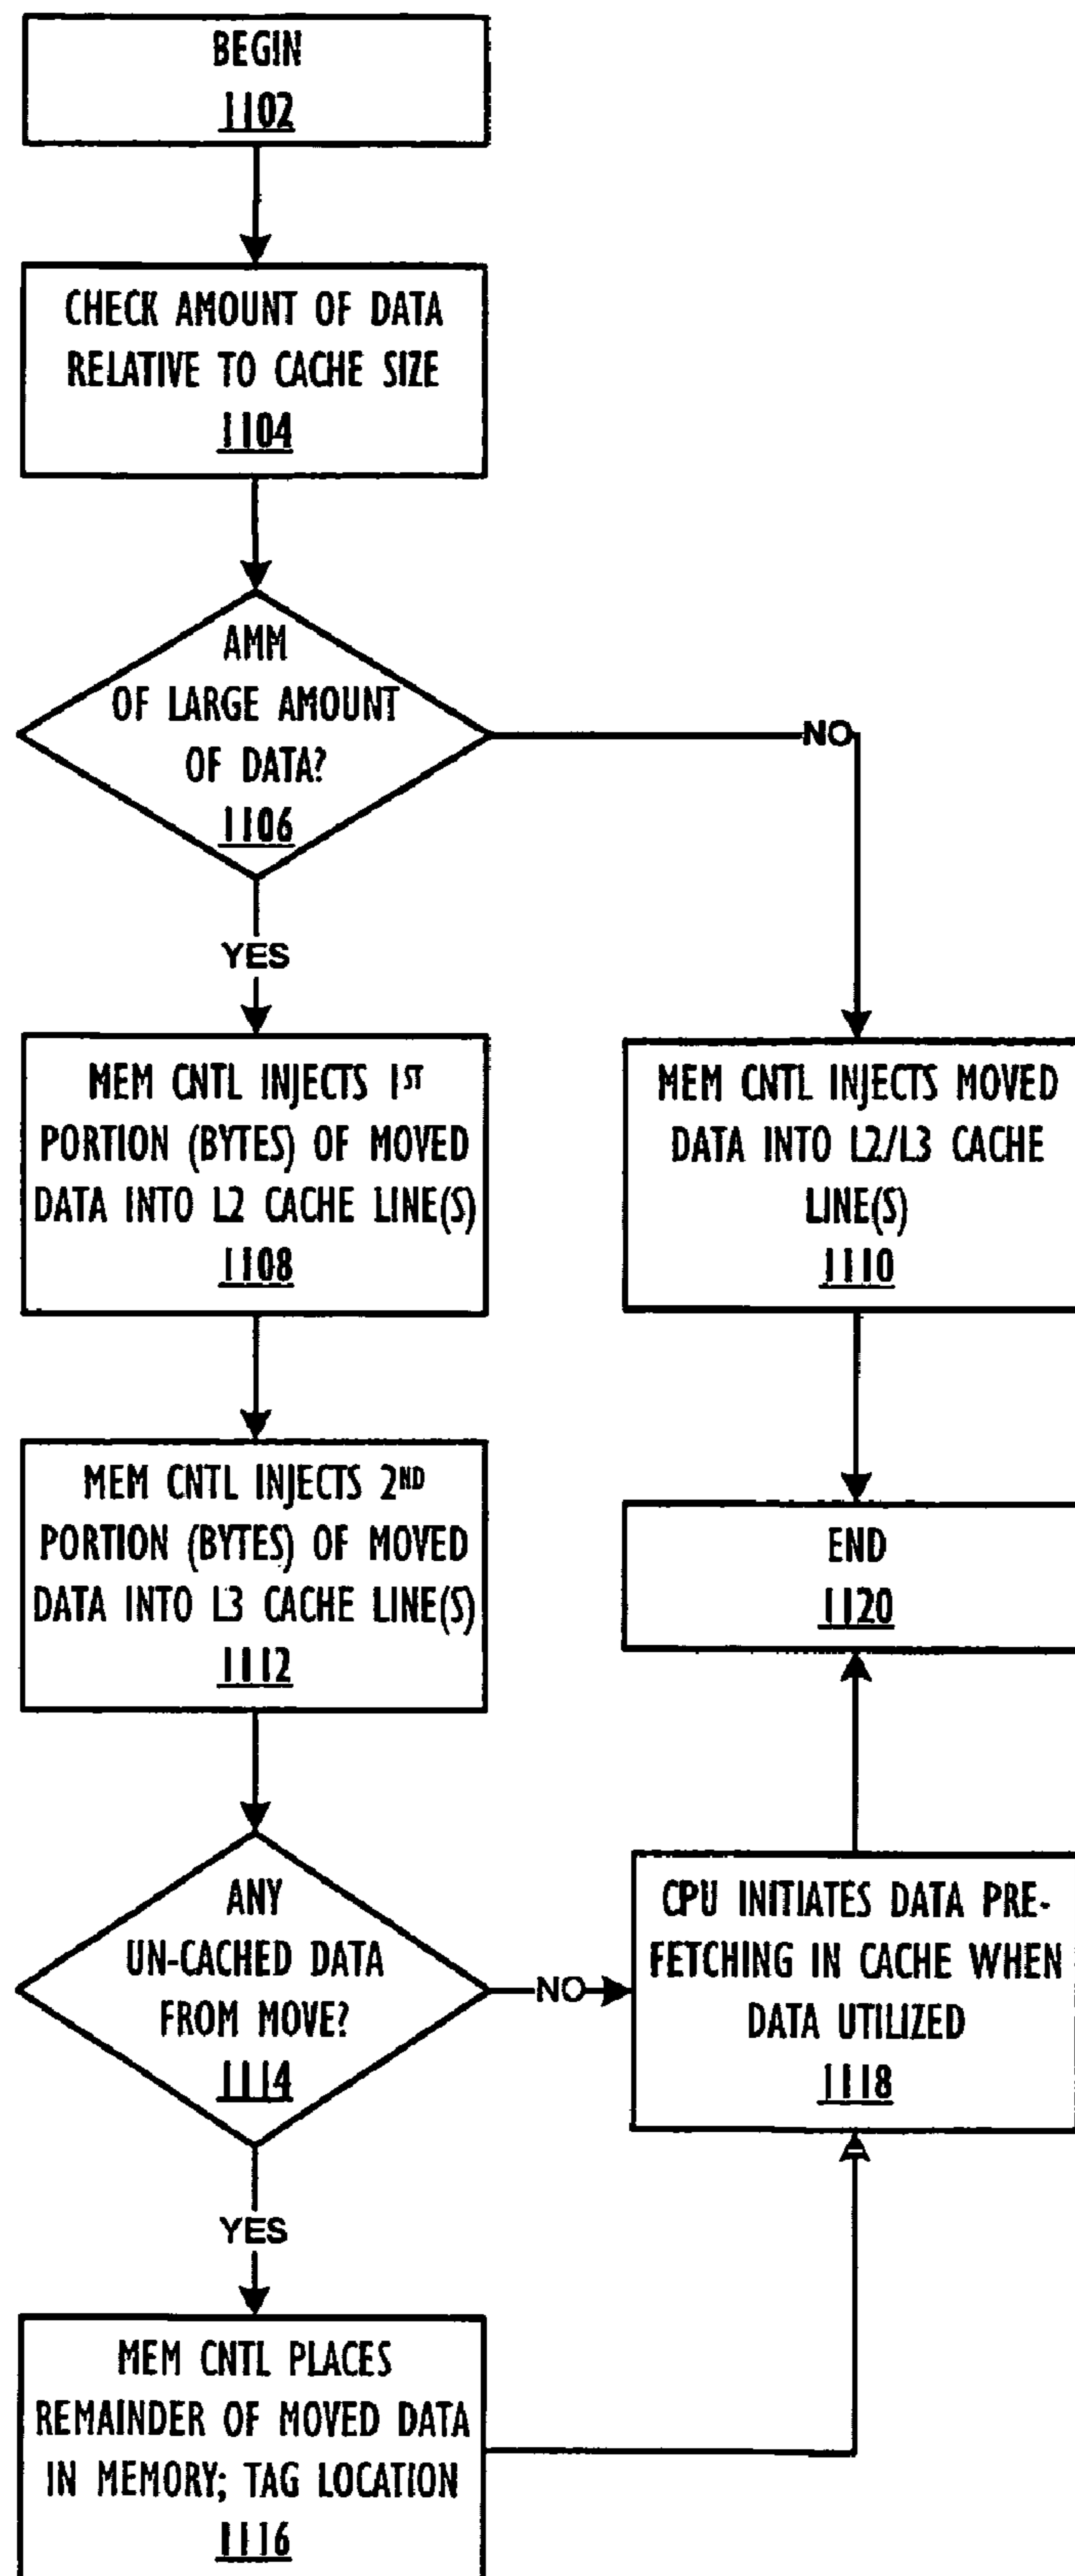 BEGIN
1102
CHECK AMOUNT OF DATA
RELATIVE TO CACHE SIZE
1104
AMM
OF LARGE AMOUNT
OF DATA?
1106
NO
YES
MEM CNTL INJECTS 1ST
PORTION (BYTES) OF MOVED
DATA INTO L2 CACHE LINE(S)
1108
MEM CNTL INJECTS MOVED
DATA INTO L2/L3 CACHE
LINE(S)
1110
MEM CNTL INJECTS 2ND
PORTION (BYTES) OF MOVED
DATA INTO L3 CACHE LINE(S)
1112
END
1120
ANY
UN-CACHED DATA
FROM MOVE?
1114
NO
CPU INITIATES DATA PRE-
FETCHING IN CACHE WHEN
DATA UTILIZED
1118
YES
MEM CNTL PLACES
REMAINDER OF MOVED DATA
IN MEMORY; TAG LOCATION
1116